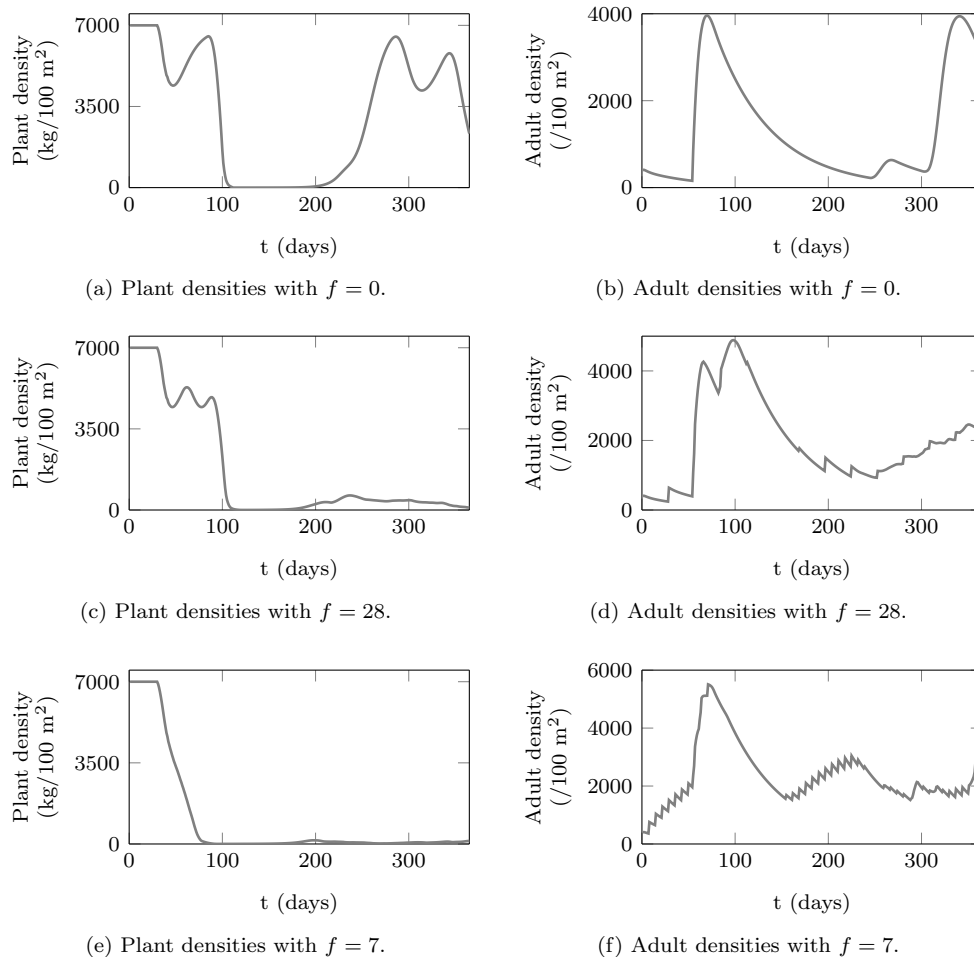 7000
3500
0
Plant density
(kg/100 m²)
0
100
200
300
t (days)
(a) Plant densities with f = 0.
4000
2000
0
Adult density
(/100 m²)
0
100
200
300
t (days)
(b) Adult densities with f = 0.
7000
3500
0
Plant density
(kg/100 m²)
0
100
200
300
t (days)
(c) Plant densities with f = 28.
4000
2000
0
Adult density
(/100 m²)
0
100
200
300
t (days)
(d) Adult densities with f = 28.
7000
3500
0
Plant density
(kg/100 m²)
0
100
200
300
t (days)
(e) Plant densities with f = 7.
6000
4000
2000
0
Adult density
(/100 m²)
0
100
200
300
t (days)
(f) Adult densities with f = 7.